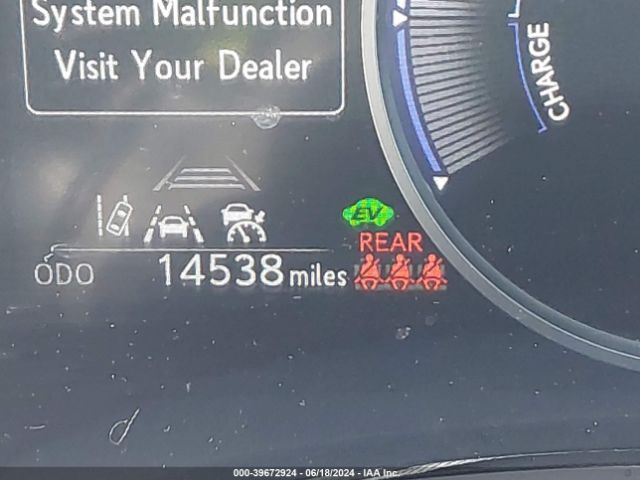 System Malfunction
Visit Your Dealer
CHARGE
EV
REAR
ODO 14538 miles
000-39672924 - 06/18/2024 - IAA Inc.